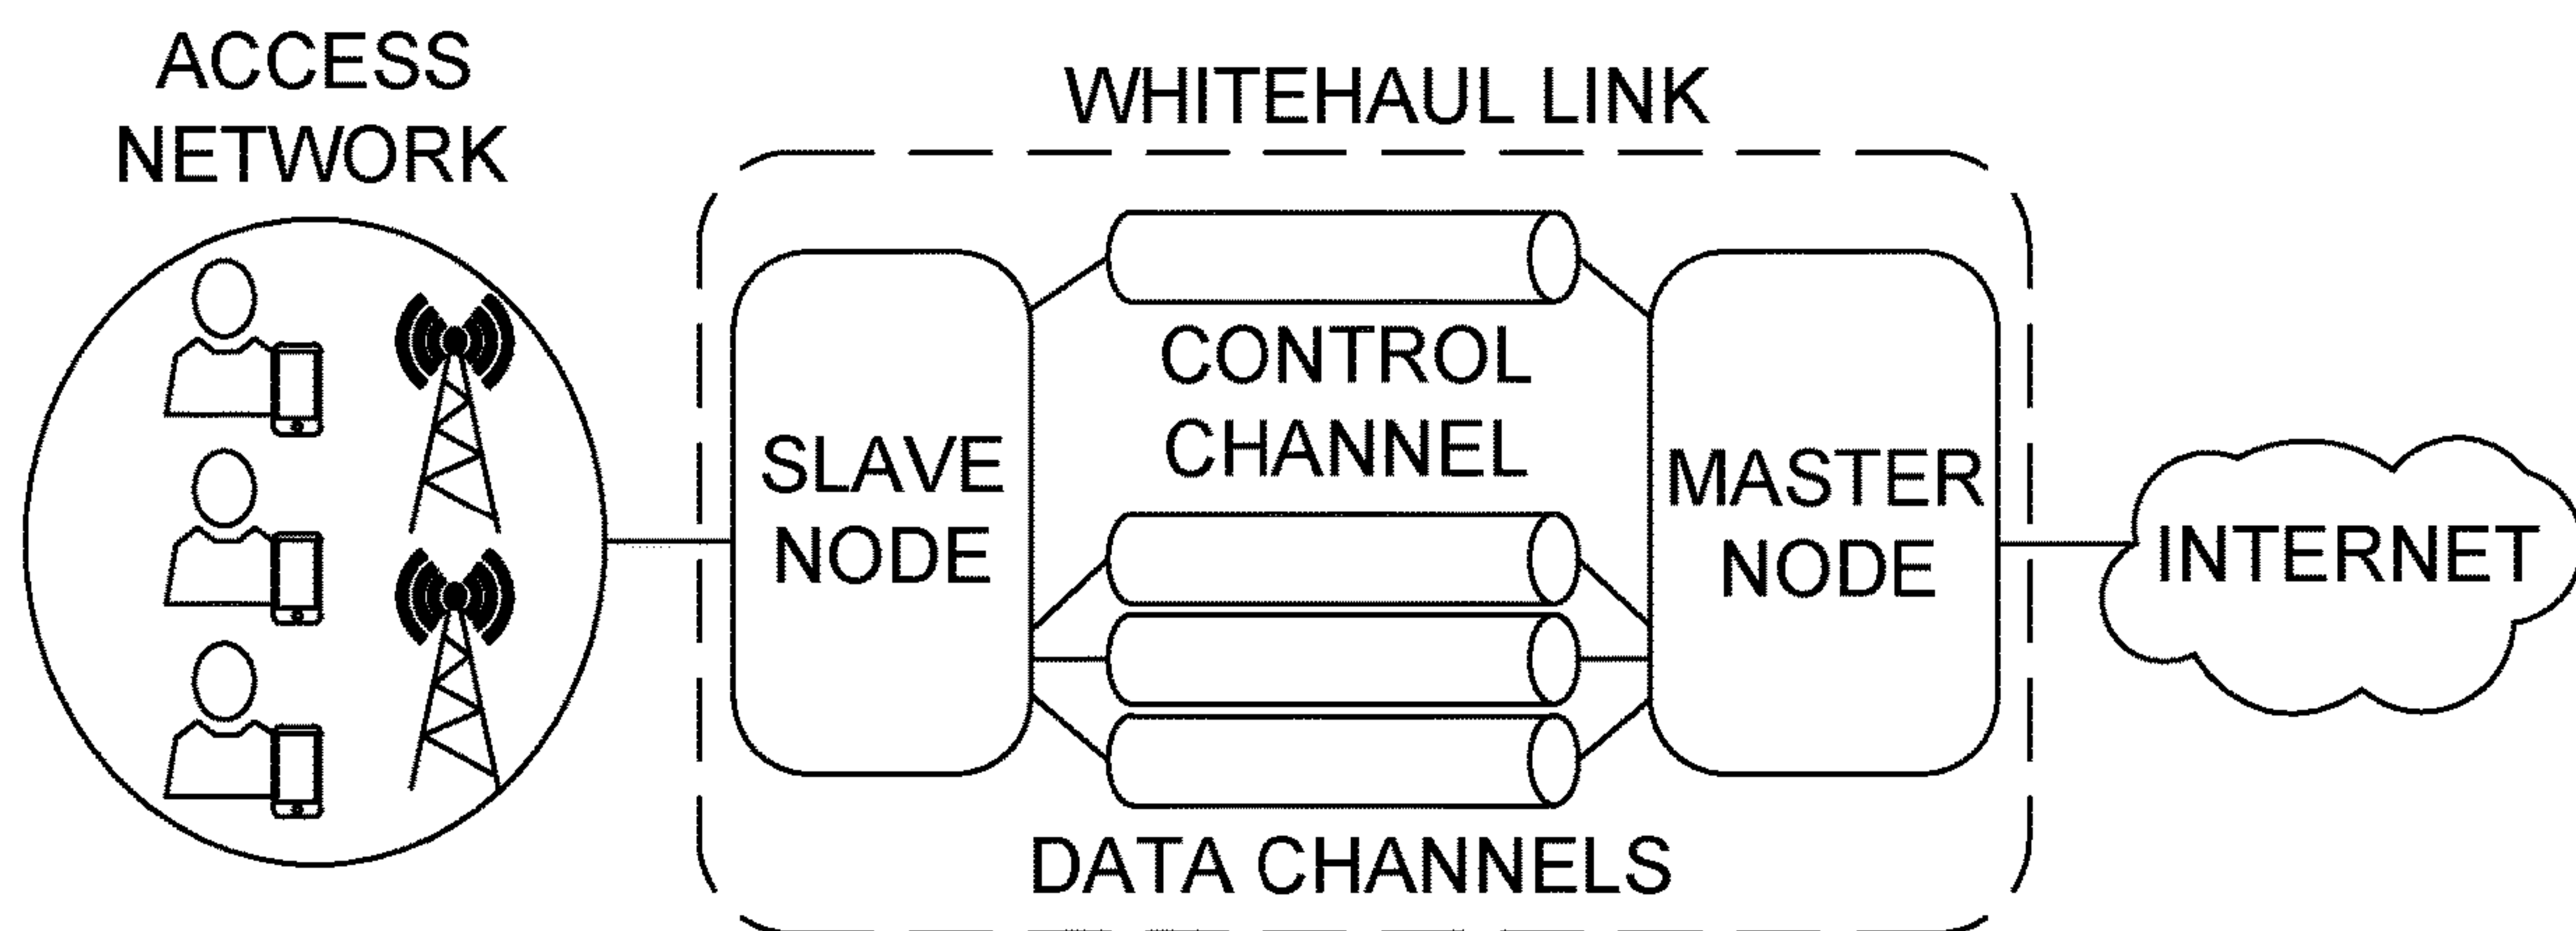 ACCESS
NETWORK
WHITEHAUL LINK
SLAVE
NODE
CONTROL
CHANNEL
DATA CHANNELS
MASTER
NODE
INTERNET